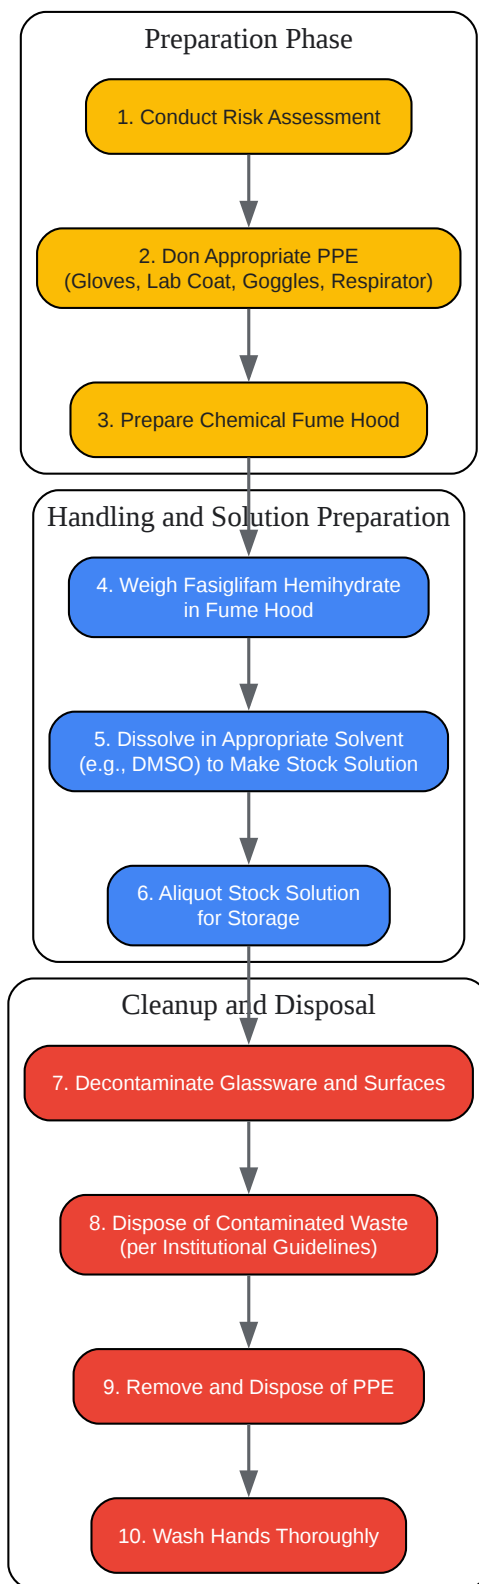 Preparation Phase
1. Conduct Risk Assessment
2. Don Appropriate PPE
(Gloves, Lab Coat, Goggles, Respirator)
3. Prepare Chemical Fume Hood
Handling and Solution Preparation
4. Weigh Fasiglifam Hemihydrate
in Fume Hood
5. Dissolve in Appropriate Solvent
(e.g., DMSO) to Make Stock Solution
6. Aliquot Stock Solution
for Storage
Cleanup and Disposal
7. Decontaminate Glassware and Surfaces
8. Dispose of Contaminated Waste
(per Institutional Guidelines)
9. Remove and Dispose of PPE
10. Wash Hands Thoroughly